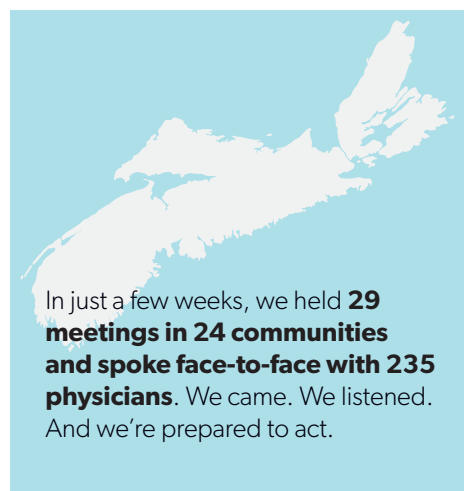 In just a few weeks, we held 29
meetings in 24 communities
and spoke face-to-face with 235
physicians. We came. We listened.
And we’re prepared to act.